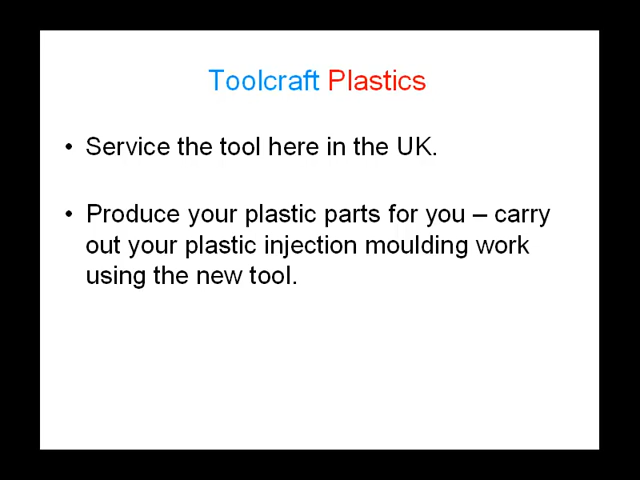 Toolcraft Plastics
• Service the tool here in the UK.
• Produce your plastic parts for you – carry
out your plastic injection moulding work
using the new tool.